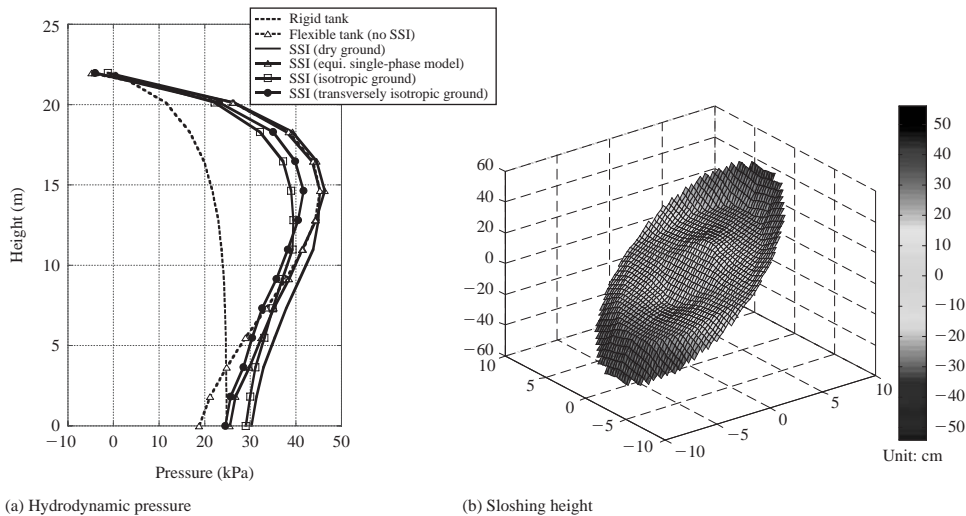 Rigid tank
Flexible tank (no SSI)
SSI (dry ground)
SSI (equi. single-phase model)
SSI (isotropic ground)
SSI (transversely isotropic ground)
25
20
15
10
5
0
Height (m)
−10 0 10 20 30 40 50
Pressure (kPa)
60
40
20
0
−20
−40
−60
10
5
0
−5
−10
−10
−5
0
5
10
50
40
30
20
10
0
−10
−20
−30
−40
−50
Unit: cm
(a) Hydrodynamic pressure
(b) Sloshing height